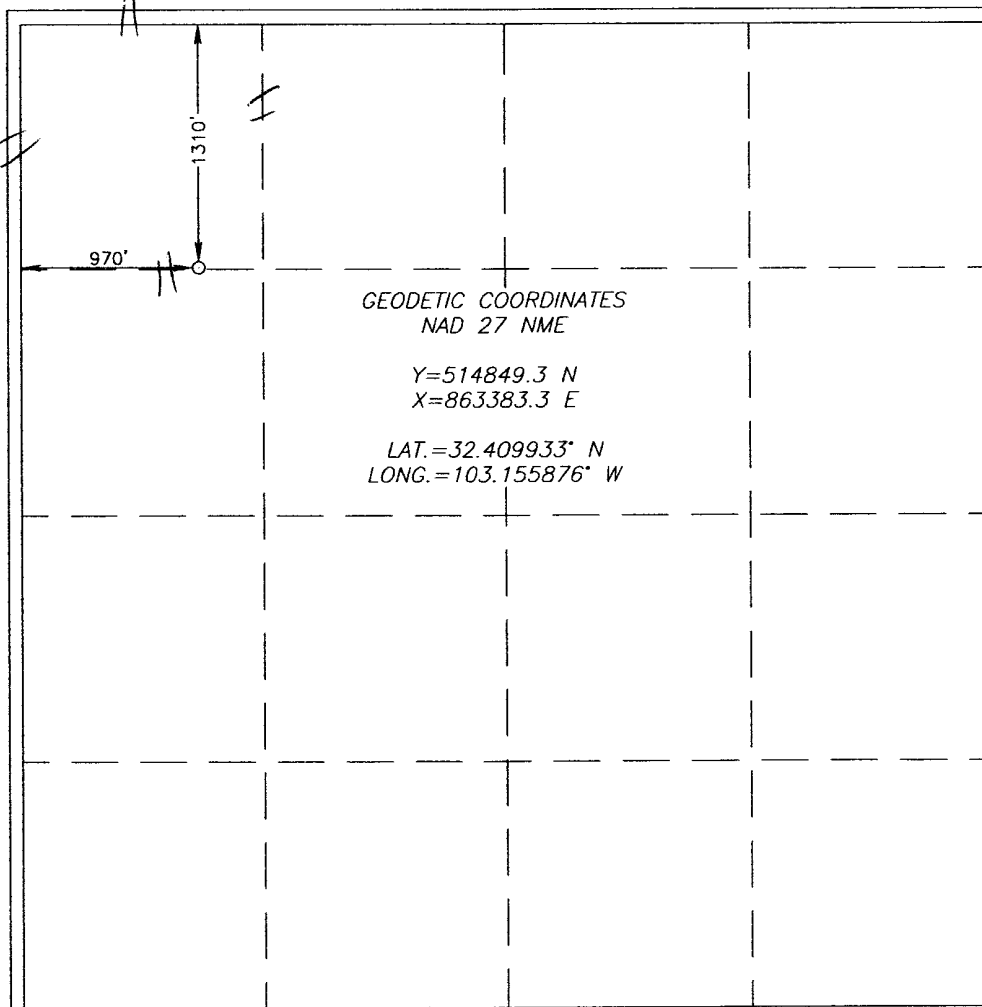 1310'
970'
GEODETIC COORDINATES
NAD 27 NME
Y=514849.3 N
X=863383.3 E
LAT.=32.409933° N
LONG.=103.155876° W